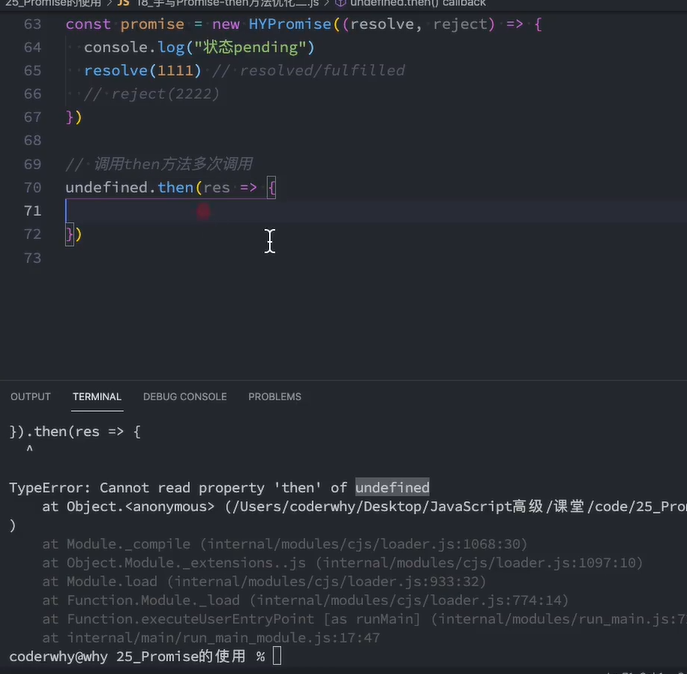 25_Promise的使用 > JS 18_手写Promise-then方法优化二.js > undefined.then() callback
63 const promise = new HYPromise((resolve, reject) => {
64 console.log("状态pending")
65 resolve(1111) // resolved/fulfilled
66 // reject(2222)
67 })
68
69 // 调用then方法多次调用
70 undefined.then(res => {
71
72 })
73
OUTPUT TERMINAL DEBUG CONSOLE PROBLEMS
}).then(res => {
^
TypeError: Cannot read property 'then' of undefined
at Object.<anonymous> (/Users/coderwhy/Desktop/JavaScript高级/课堂/code/25_Pro
)
at Module._compile (internal/modules/cjs/loader.js:1068:30)
at Object.Module._extensions..js (internal/modules/cjs/loader.js:1097:10)
at Module.load (internal/modules/cjs/loader.js:933:32)
at Function.Module._load (internal/modules/cjs/loader.js:774:14)
at Function.executeUserEntryPoint [as runMain] (internal/modules/run_main.js:7
at internal/main/run_main_module.js:17:47
coderwhy@why 25_Promise的使用 %